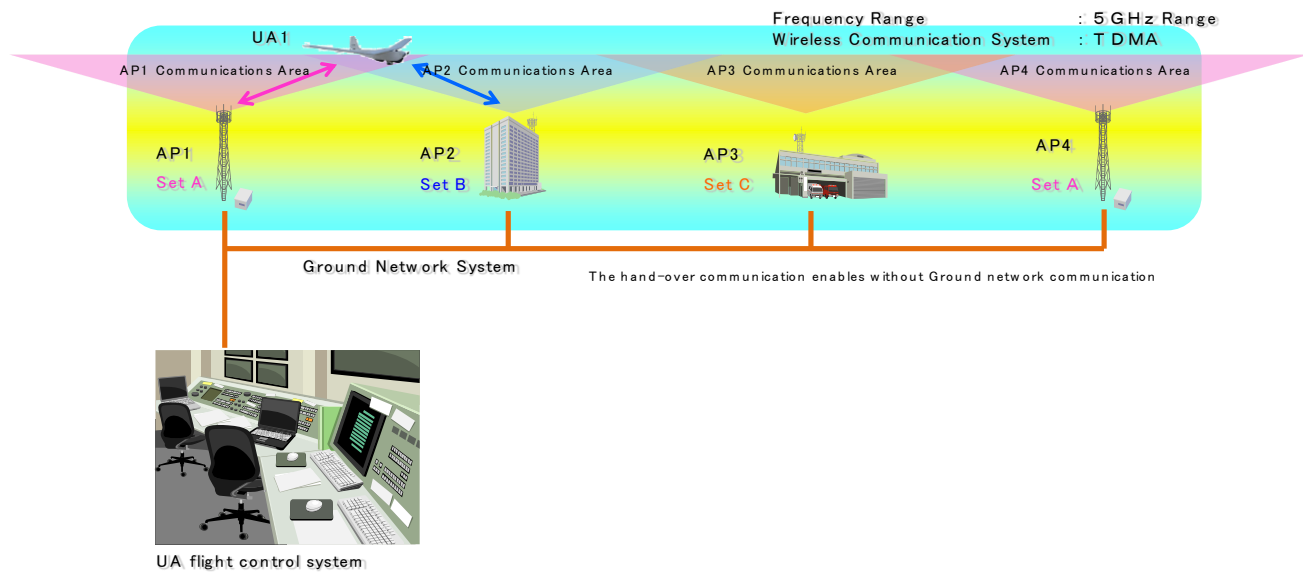 Frequency Range : 5GHz Range
Wireless Communication System : TDMA
UA1
AP1 Communications Area
AP2 Communications Area
AP3 Communications Area
AP4 Communications Area
AP1
Set A
AP2
Set B
AP3
Set C
AP4
Set A
Ground Network System
The hand-over communication enables without Ground network communication
UA flight control system